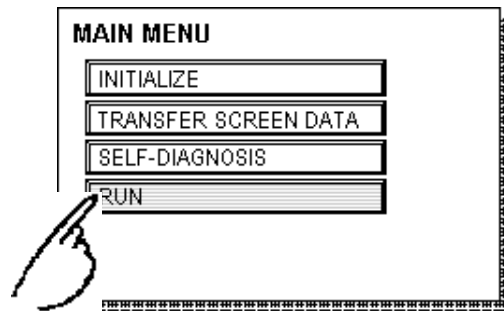 MAIN MENU
INITIALIZE
TRANSFER SCREEN DATA
SELF-DIAGNOSIS
RUN